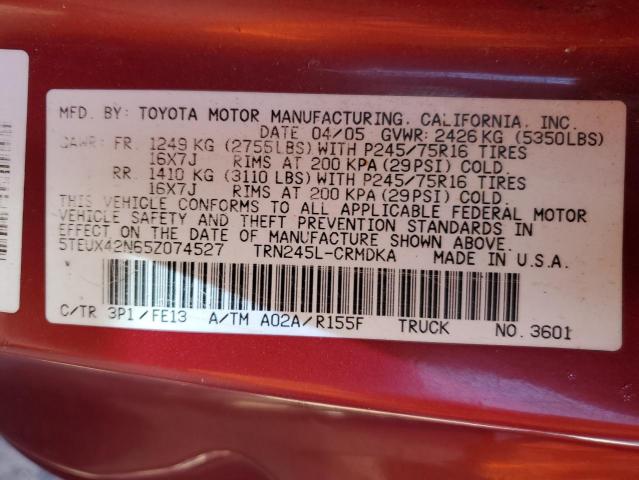 MFD. BY: TOYOTA MOTOR MANUFACTURING, CALIFORNIA, INC.
DATE 04/05 GVWR: 2426 KG (5350LBS)
GAWR: FR. 1249 KG (2755LBS) WITH P245/75R16 TIRES
16X7J RIMS AT 200 KPA (29 PSI) COLD.
RR. 1410 KG (3110 LBS) WITH P245/75R16 TIRES
16X7J RIMS AT 200 KPA (29 PSI) COLD.
THIS VEHICLE CONFORMS TO ALL APPLICABLE FEDERAL MOTOR
VEHICLE SAFETY AND THEFT PREVENTION STANDARDS IN
EFFECT ON THE DATE OF MANUFACTURE SHOWN ABOVE.
5TEUX42N65Z074527 TRN245L-CRMDKA MADE IN U.S.A.
C/TR 3P1/FE13 A/TM A02A/R155F TRUCK NO. 3601